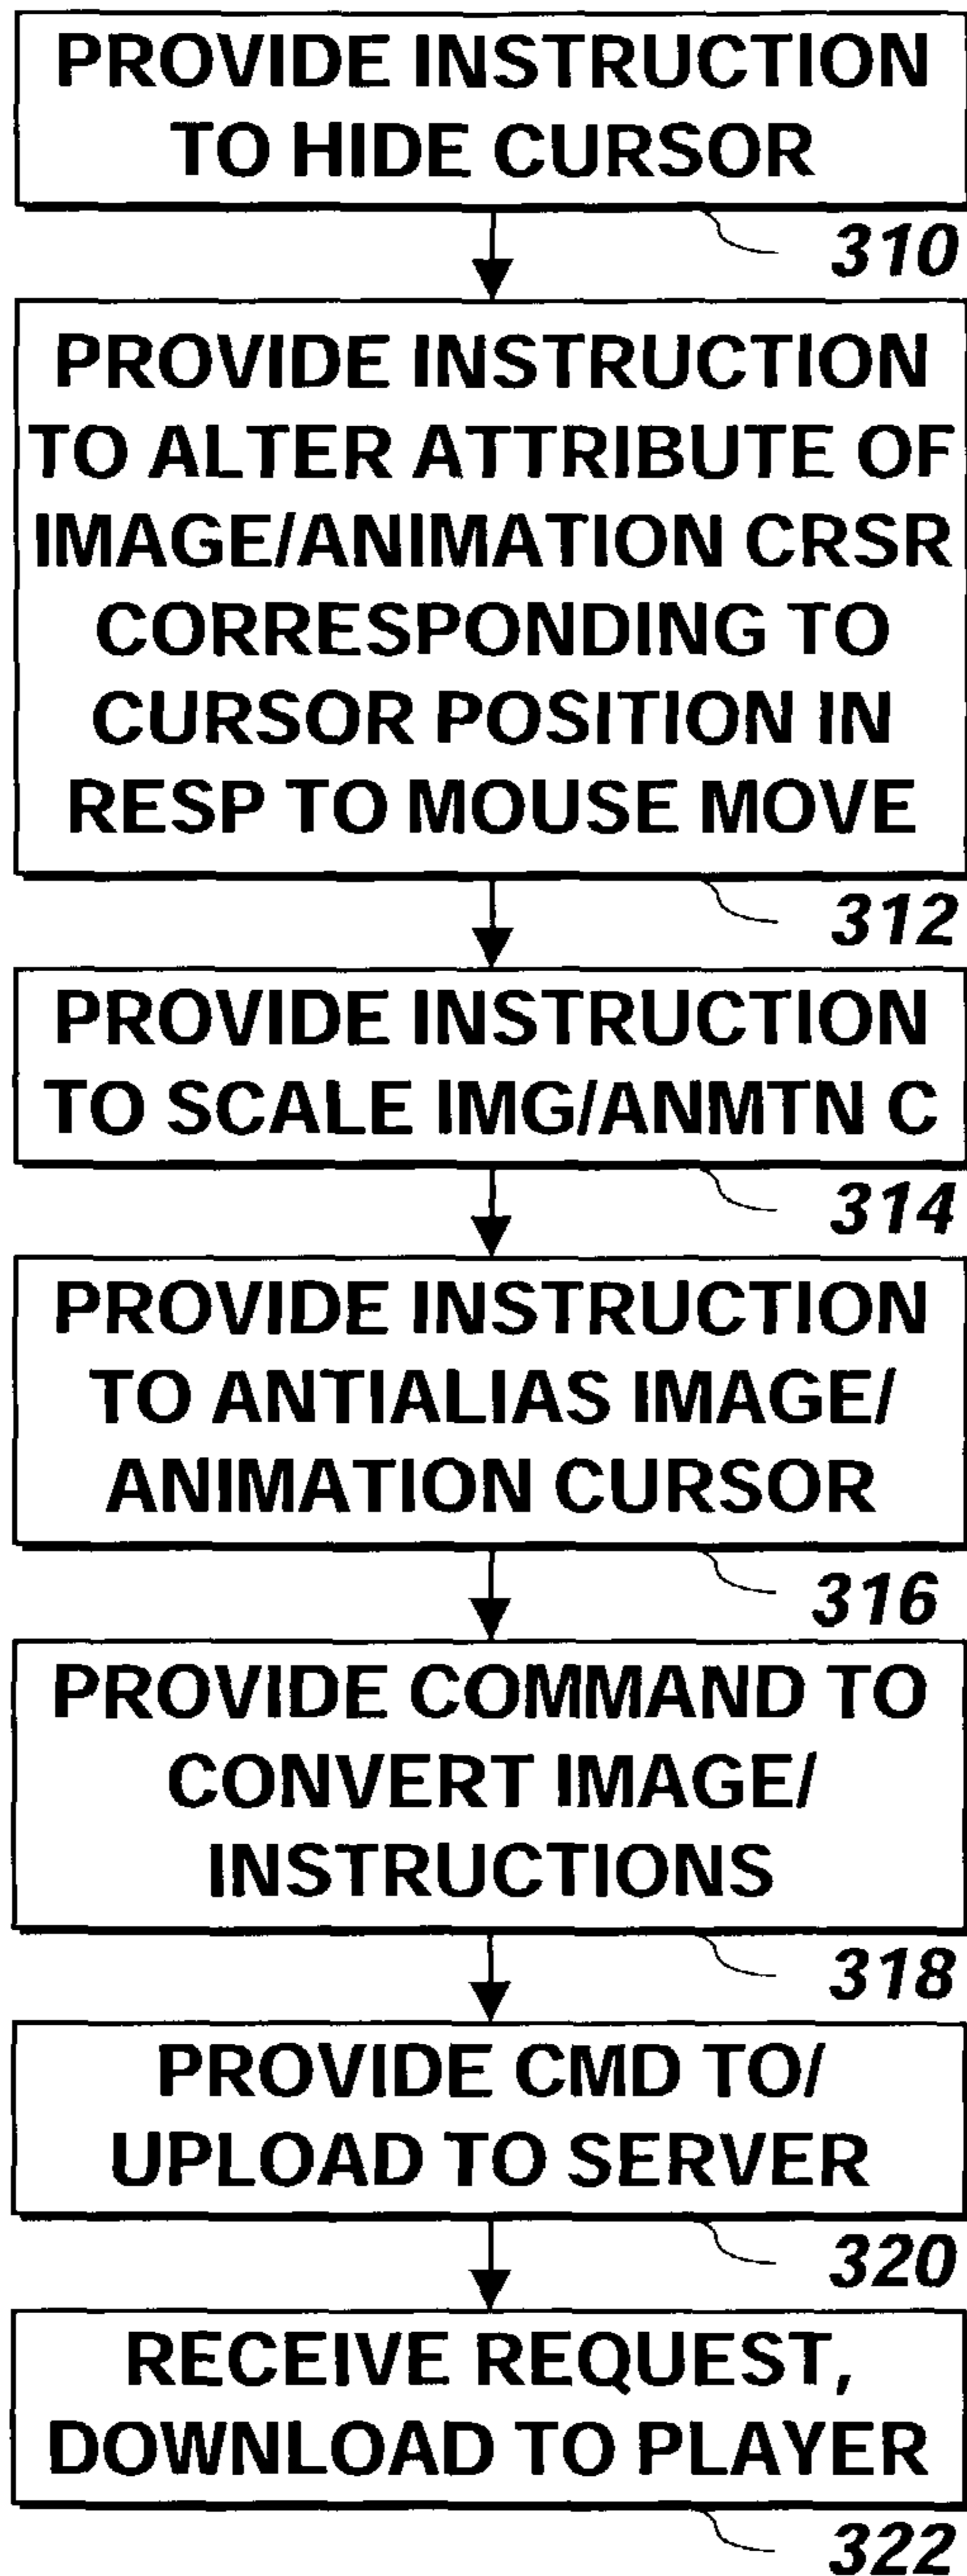 PROVIDE INSTRUCTION
TO HIDE CURSOR
310
PROVIDE INSTRUCTION
TO ALTER ATTRIBUTE OF
IMAGE/ANIMATION CRSR
CORRESPONDING TO
CURSOR POSITION IN
RESP TO MOUSE MOVE
312
PROVIDE INSTRUCTION
TO SCALE IMG/ANMTN C
314
PROVIDE INSTRUCTION
TO ANTIALIAS IMAGE/
ANIMATION CURSOR
316
PROVIDE COMMAND TO
CONVERT IMAGE/
INSTRUCTIONS
318
PROVIDE CMD TO/
UPLOAD TO SERVER
320
RECEIVE REQUEST,
DOWNLOAD TO PLAYER
322